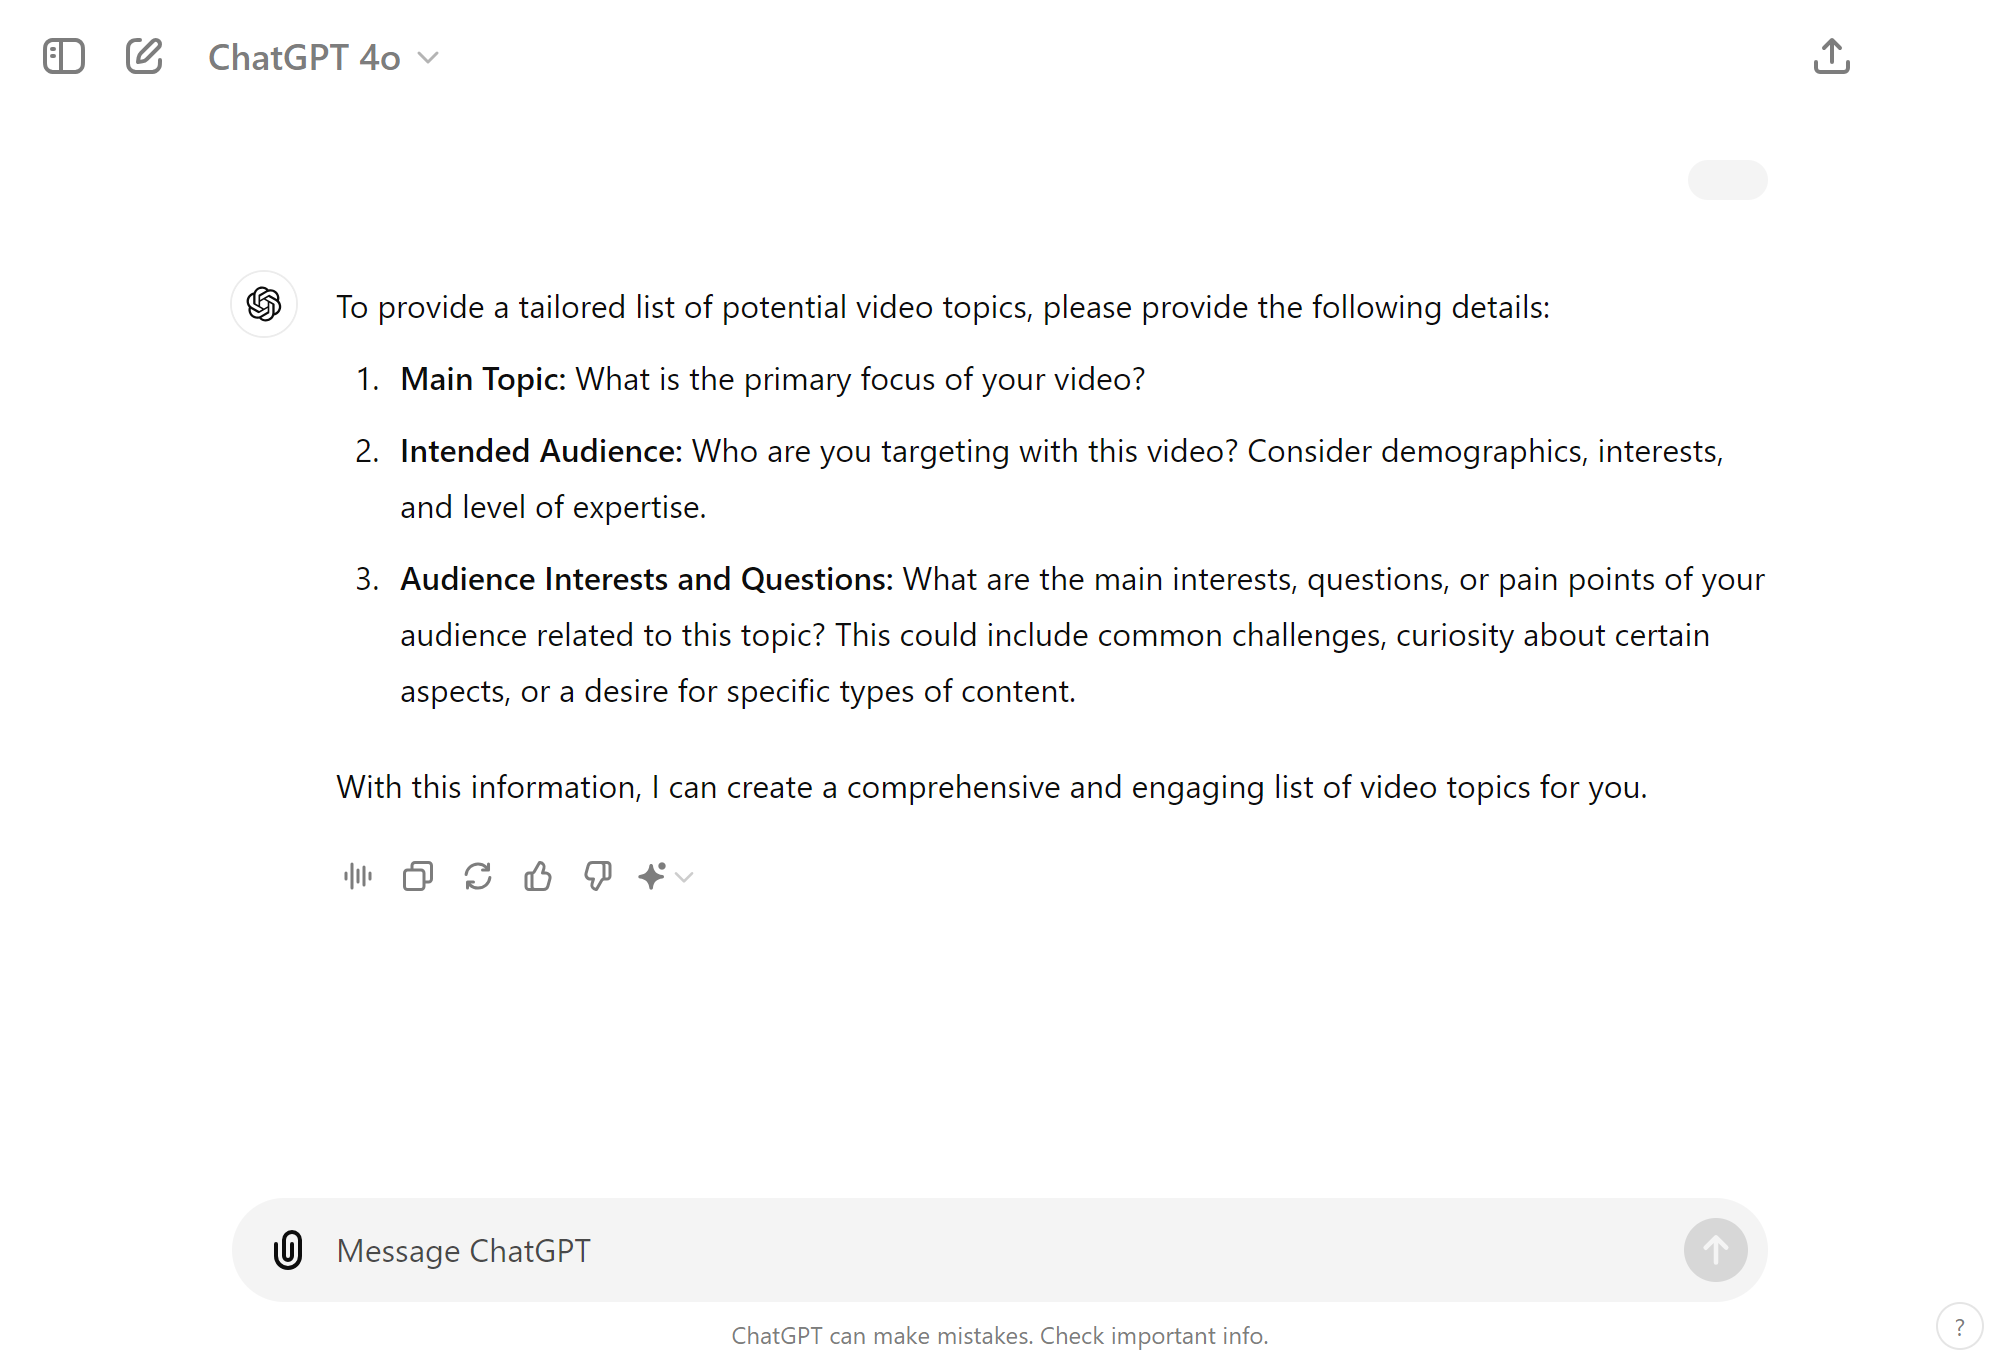 ChatGPT 4o
To provide a tailored list of potential video topics, please provide the following details:
1. Main Topic: What is the primary focus of your video?
2. Intended Audience: Who are you targeting with this video? Consider demographics, interests,
and level of expertise.
3. Audience Interests and Questions: What are the main interests, questions, or pain points of your
audience related to this topic? This could include common challenges, curiosity about certain
aspects, or a desire for specific types of content.
With this information, I can create a comprehensive and engaging list of video topics for you.
Message ChatGPT
ChatGPT can make mistakes. Check important info.
?